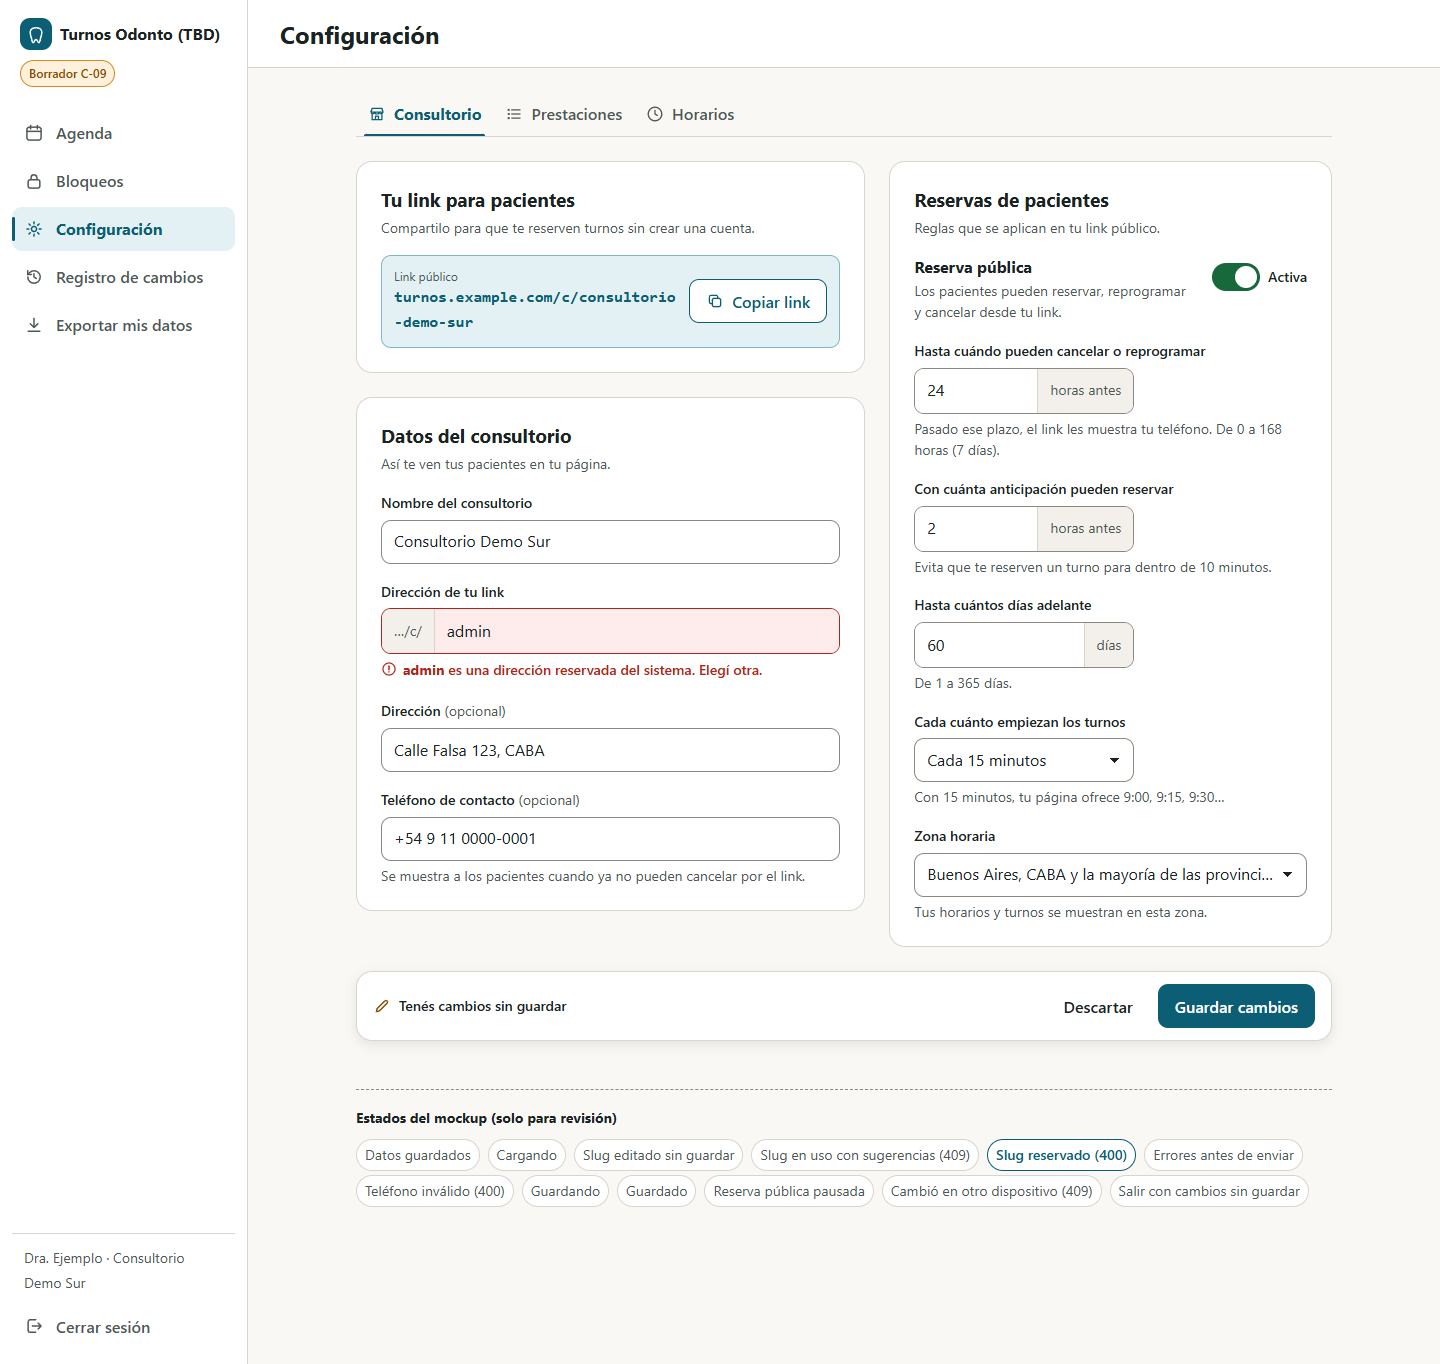 Turnos Odonto (TBD)
Borrador C-09
Agenda
Bloqueos
Configuración
Registro de cambios
Exportar mis datos
Dra. Ejemplo · Consultorio
Demo Sur
Cerrar sesión
Configuración
Consultorio
Prestaciones
Horarios
Tu link para pacientes
Compartilo para que te reserven turnos sin crear una cuenta.
Link público
turnos.example.com/c/consultorio
-demo-sur
Copiar link
Datos del consultorio
Así te ven tus pacientes en tu página.
Nombre del consultorio
Consultorio Demo Sur
Dirección de tu link
.../c/ admin
admin es una dirección reservada del sistema. Elegí otra.
Dirección (opcional)
Calle Falsa 123, CABA
Teléfono de contacto (opcional)
+54 9 11 0000-0001
Se muestra a los pacientes cuando ya no pueden cancelar por el link.
Reservas de pacientes
Reglas que se aplican en tu link público.
Reserva pública
Los pacientes pueden reservar, reprogramar
y cancelar desde tu link.
Activa
Hasta cuándo pueden cancelar o reprogramar
24 horas antes
Pasado ese plazo, el link les muestra tu teléfono. De 0 a 168
horas (7 días).
Con cuánta anticipación pueden reservar
2 horas antes
Evita que te reserven un turno para dentro de 10 minutos.
Hasta cuántos días adelante
60 días
De 1 a 365 días.
Cada cuánto empiezan los turnos
Cada 15 minutos
Con 15 minutos, tu página ofrece 9:00, 9:15, 9:30...
Zona horaria
Buenos Aires, CABA y la mayoría de las provinci...
Tus horarios y turnos se muestran en esta zona.
Tenés cambios sin guardar
Descartar
Guardar cambios
Estados del mockup (solo para revisión)
Datos guardados
Cargando
Slug editado sin guardar
Slug en uso con sugerencias (409)
Slug reservado (400)
Errores antes de enviar
Teléfono inválido (400)
Guardando
Guardado
Reserva pública pausada
Cambió en otro dispositivo (409)
Salir con cambios sin guardar